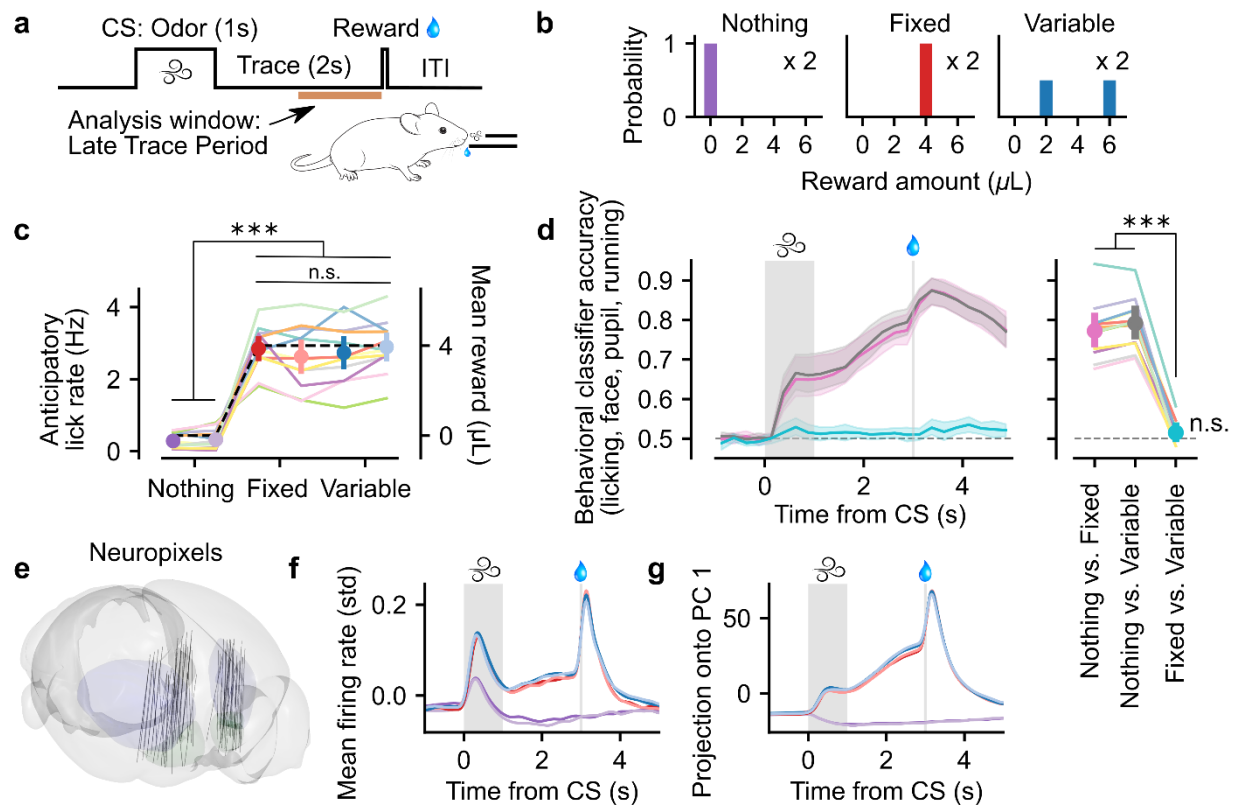 a
CS: Odor (1s)
Reward
Trace (2s)
ITI
Analysis window:
Late Trace Period
b
Nothing
Fixed
Variable
Probability
1
0
x 2
x 2
x 2
0 2 4 6
0 2 4 6
0 2 4 6
Reward amount (µL)
c
***
n.s.
Anticipatory
lick rate (Hz)
4
2
0
Mean reward
(µL)
4
0
Nothing Fixed Variable
d
Behavioral classifier accuracy
(licking, face, pupil, running)
0.9
0.8
0.7
0.6
0.5
0 2 4
Time from CS (s)
***
n.s.
Nothing vs. Fixed
Nothing vs. Variable
Fixed vs. Variable
e
Neuropixels
f
Mean firing rate (std)
0.2
0.0
0 2 4
Time from CS (s)
g
Projection onto PC 1
50
0
0 2 4
Time from CS (s)